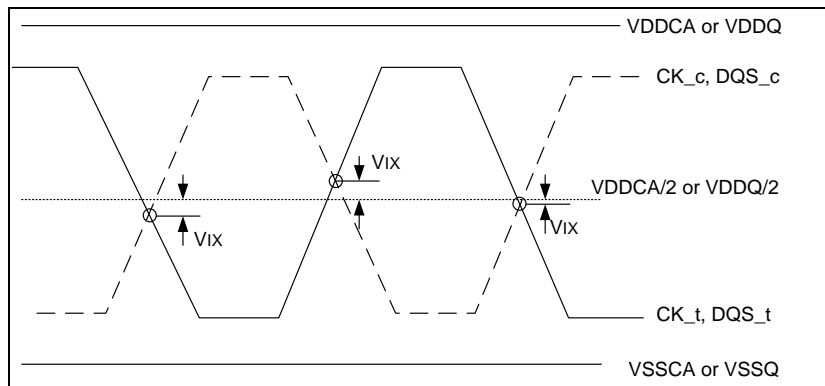 VDDCA or VDDQ
CK_c, DQS_c
VIX
VDDCA/2 or VDDQ/2
VIX
VIX
CK_t, DQS_t
VSSCA or VSSQ